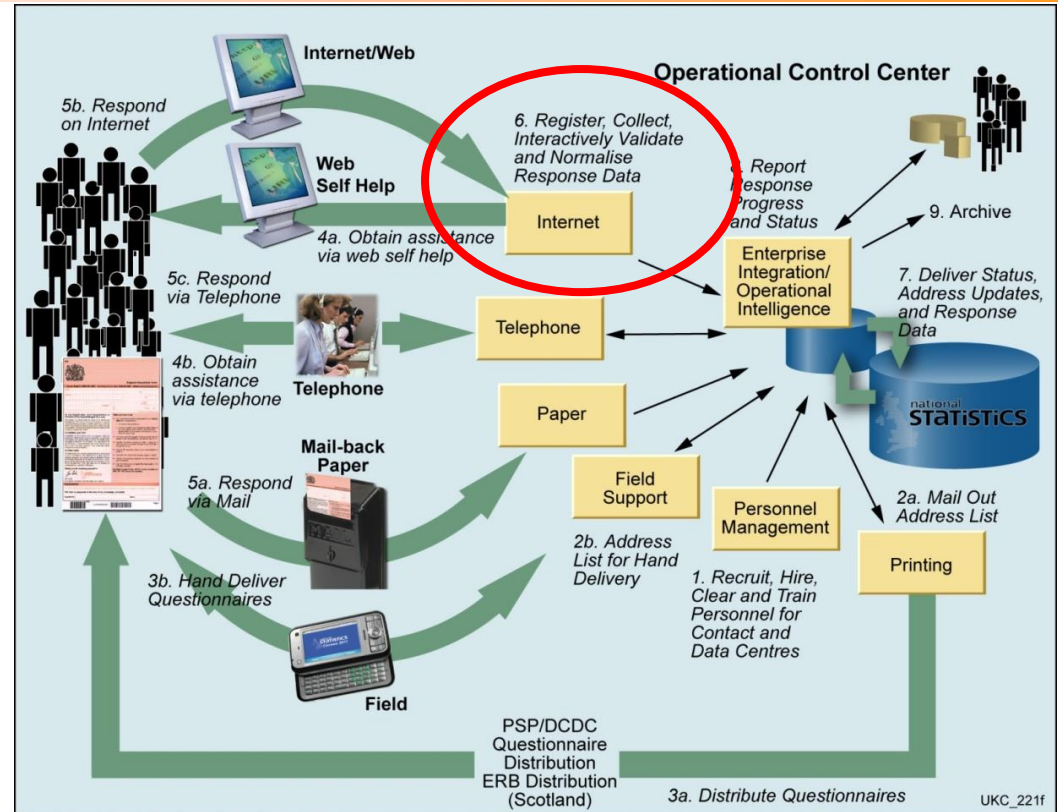 Internet/Web
Operational Control Center
5b. Respond
on Internet
6. Register, Collect,
Interactively Validate
and Normalise
Response Data
Web
Self Help
Internet
4a. Obtain assistance
via web self help
Report
Response
Progress
and Status
9. Archive
Enterprise
Integration/
Operational
Intelligence
7. Deliver Status,
Address Updates,
and Response
Data
5c. Respond
via Telephone
Telephone
4b. Obtain
assistance
via telephone
Telephone
national
STATISTICS
Paper
Mail-back
Paper
5a. Respond
via Mail
MAIL
Field
Support
Personnel
Management
2a. Mail Out
Address List
Printing
2b. Address
List for Hand
Delivery
1. Recruit, Hire,
Clear and Train
Personnel for
Contact and
Data Centres
3b. Hand Deliver
Questionnaires
STATISTICS
Field
PSP/DCDC
Questionnaire
Distribution
ERB Distribution
(Scotland)
3a. Distribute Questionnaires
UKC_221f